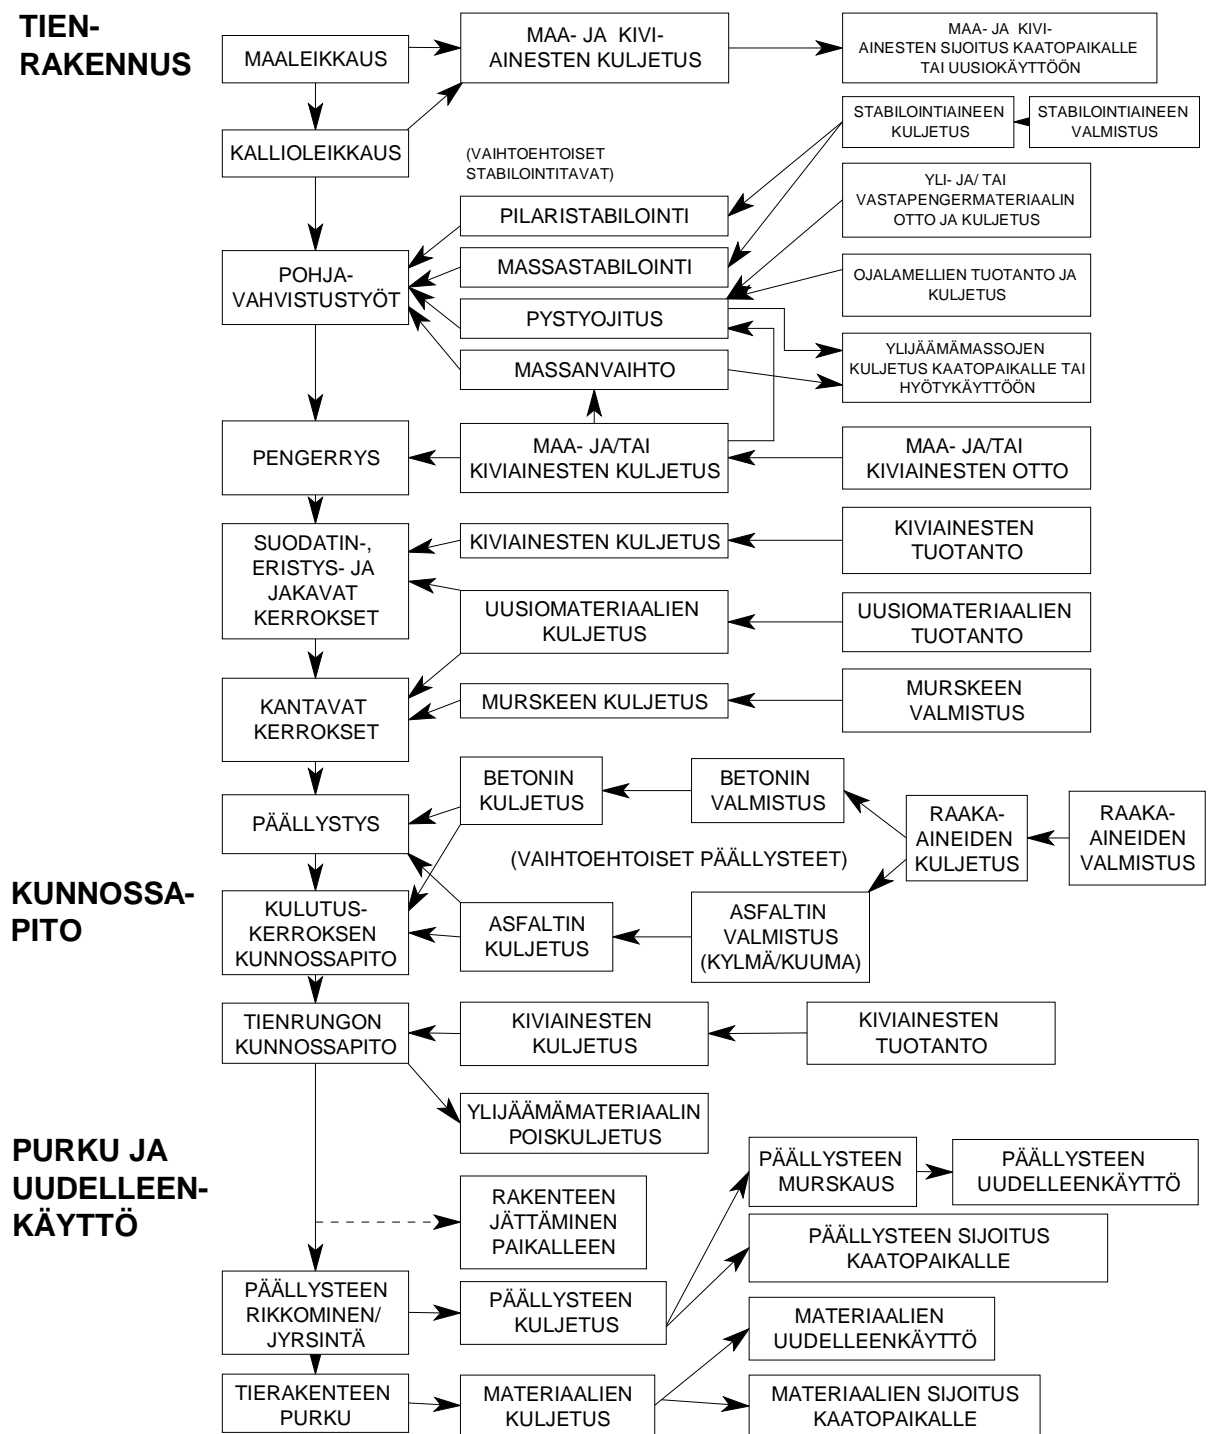 TIEN-
RAKENNUS
MAALEIKKAUS
MAA- JA KIVI-
AINESTEN KULJETUS
MAA- JA KIVI-
AINESTEN SIJOITUS KAATOPAIKALLE
TAI UUSIOKÄYTTÖÖN
KALLIOLEIKKAUS
STABILOINTIAINEEN
KULJETUS
STABILOINTIAINEEN
VALMISTUS
(VAIHTOEHTOISET
STABILOINTITAVAT)
PILARISTABILOINTI
YLI- JA/ TAI
VASTAPENGERMATERIAALIN
OTTO JA KULJETUS
POHJA-
VAHVISTUSTYÖT
MASSASTABILOINTI
OJALAMELLIEN TUOTANTO JA
KULJETUS
PYSTYOJITUS
MASSANVAIHTO
YLIJÄÄMÄMASSOJEN
KULJETUS KAATOPAIKALLE TAI
HYÖTYKÄYTTÖÖN
PENGERRYS
MAA- JA/TAI
KIVIAINESTEN KULJETUS
MAA- JA/TAI
KIVIAINESTEN OTTO
SUODATIN-,
ERISTYS- JA
JAKAVAT
KERROKSET
KIVIAINESTEN KULJETUS
KIVIAINESTEN
TUOTANTO
UUSIOMATERIAALIEN
KULJETUS
UUSIOMATERIAALIEN
TUOTANTO
KANTAVAT
KERROKSET
MURSKEEN KULJETUS
MURSKEEN
VALMISTUS
PÄÄLLYSTYS
BETONIN
KULJETUS
BETONIN
VALMISTUS
RAAKA-
AINEIDEN
KULJETUS
RAAKA-
AINEIDEN
VALMISTUS
(VAIHTOEHTOISET PÄÄLLYSTEET)
KUNNOSSA-
PITO
KULUTUS-
KERROKSEN
KUNNOSSAPITO
ASFALTIN
KULJETUS
ASFALTIN
VALMISTUS
(KYLMÄ/KUUMA)
TIENRUNGON
KUNNOSSAPITO
KIVIAINESTEN
KULJETUS
KIVIAINESTEN
TUOTANTO
YLIJÄÄMÄMATERIAALIN
POISKULJETUS
PURKU JA
UUDELLEEN-
KÄYTTÖ
RAKENTEEN
JÄTTÄMINEN
PAIKALLEEN
PÄÄLLYSTEEN
MURSKAUS
PÄÄLLYSTEEN
UUDELLEENKÄYTTÖ
PÄÄLLYSTEEN SIJOITUS
KAATOPAIKALLE
PÄÄLLYSTEEN
RIKKOMINEN/
JYRSINTÄ
PÄÄLLYSTEEN
KULJETUS
MATERIAALIEN
UUDELLEENKÄYTTÖ
TIERAKENTEEN
PURKU
MATERIAALIEN
KULJETUS
MATERIAALIEN SIJOITUS
KAATOPAIKALLE